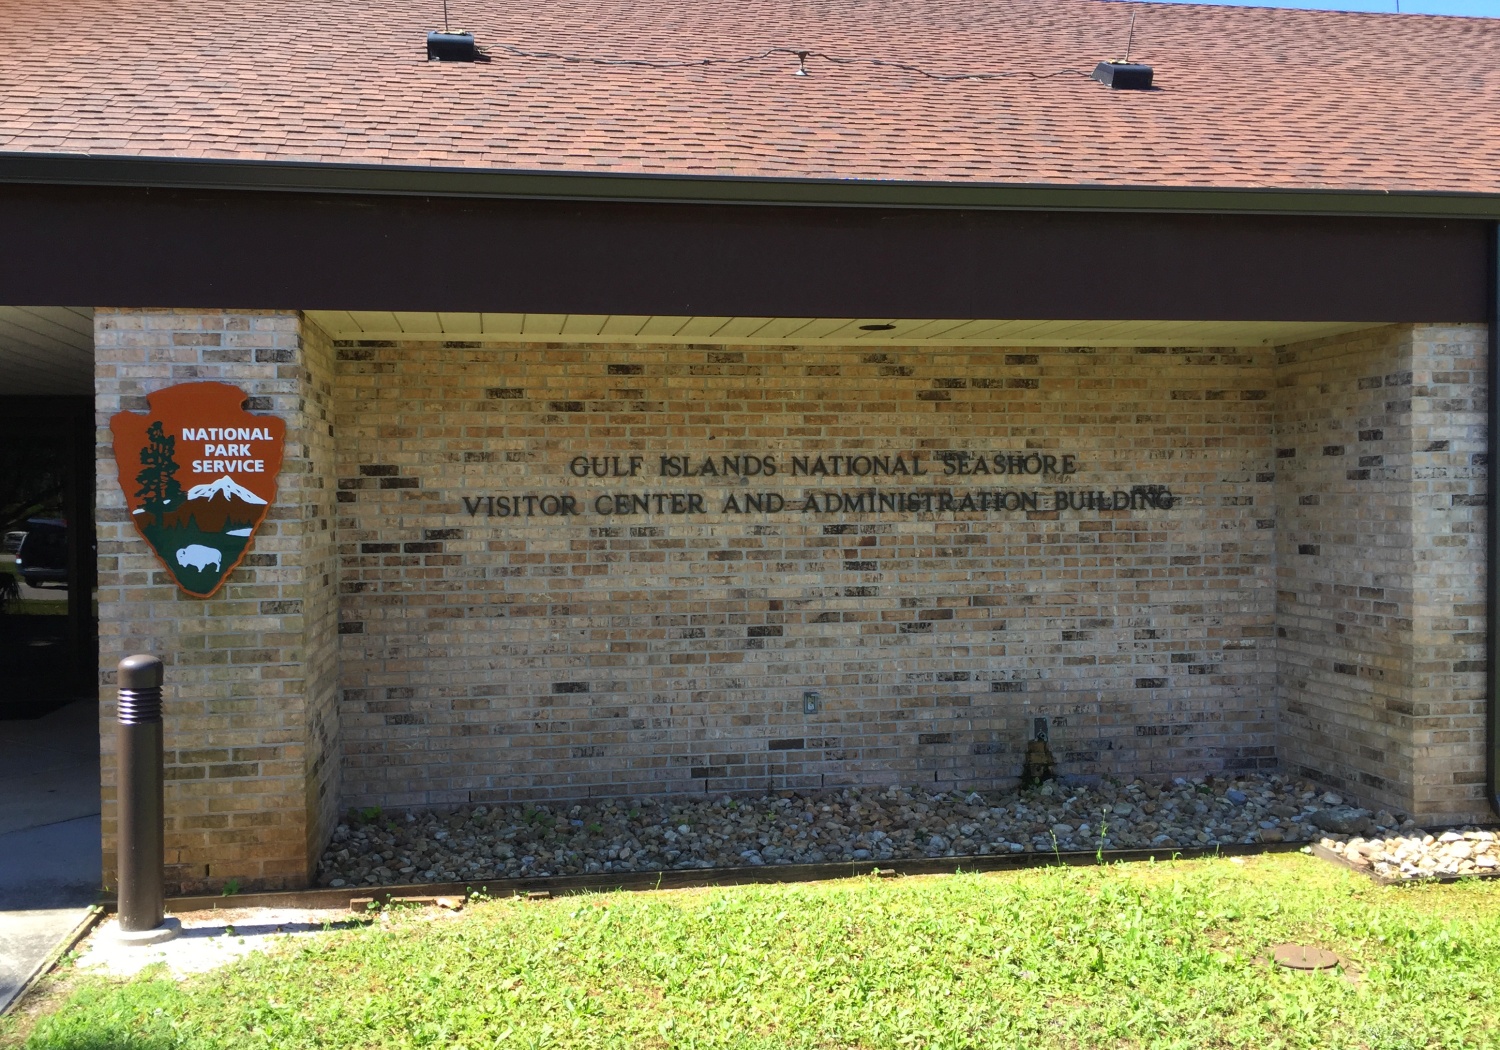 NATIONAL
PARK
SERVICE
GULF ISLANDS NATIONAL SEASHORE
VISITOR CENTER AND ADMINISTRATION BUILDING